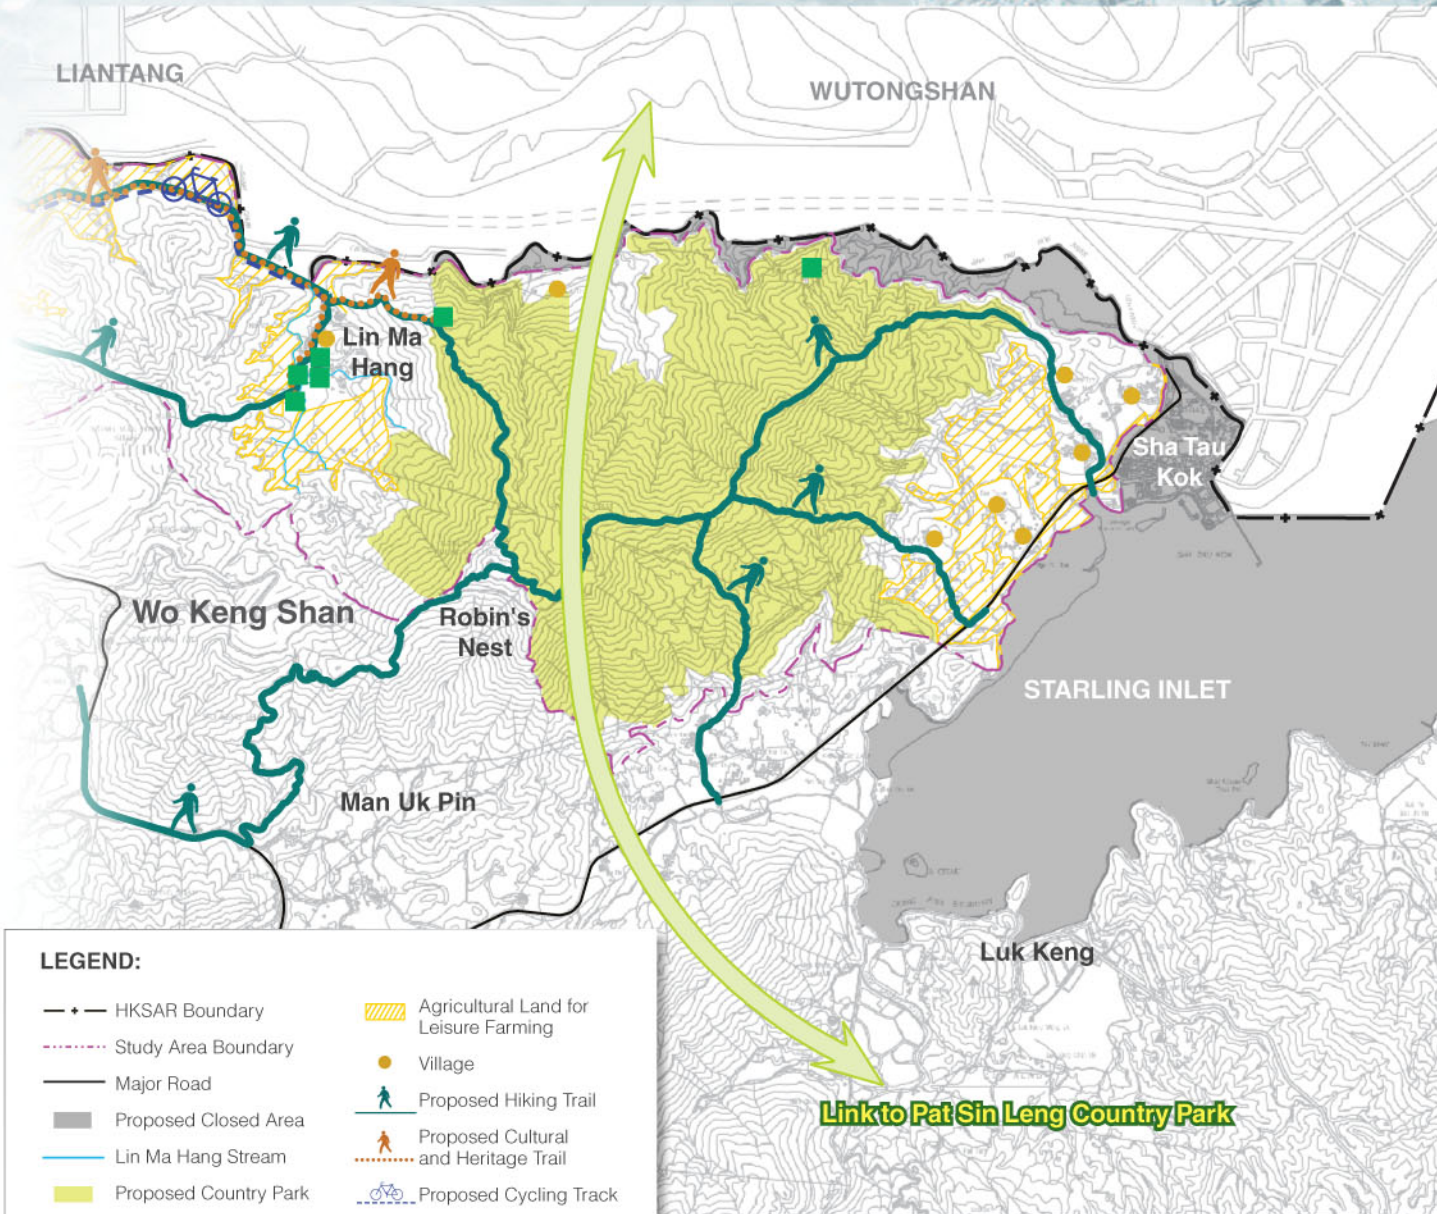 LIANTANG
WUTONGSHAN
Lin Ma
Hang
Sha Tau
Kok
Wo Keng Shan
Robin's
Nest
STARLING INLET
Man Uk Pin
Luk Keng
Link to Pat Sin Leng Country Park
LEGEND:
HKSAR Boundary
Study Area Boundary
Major Road
Proposed Closed Area
Lin Ma Hang Stream
Proposed Country Park
Agricultural Land for
Leisure Farming
Village
Proposed Hiking Trail
Proposed Cultural
and Heritage Trail
Proposed Cycling Track